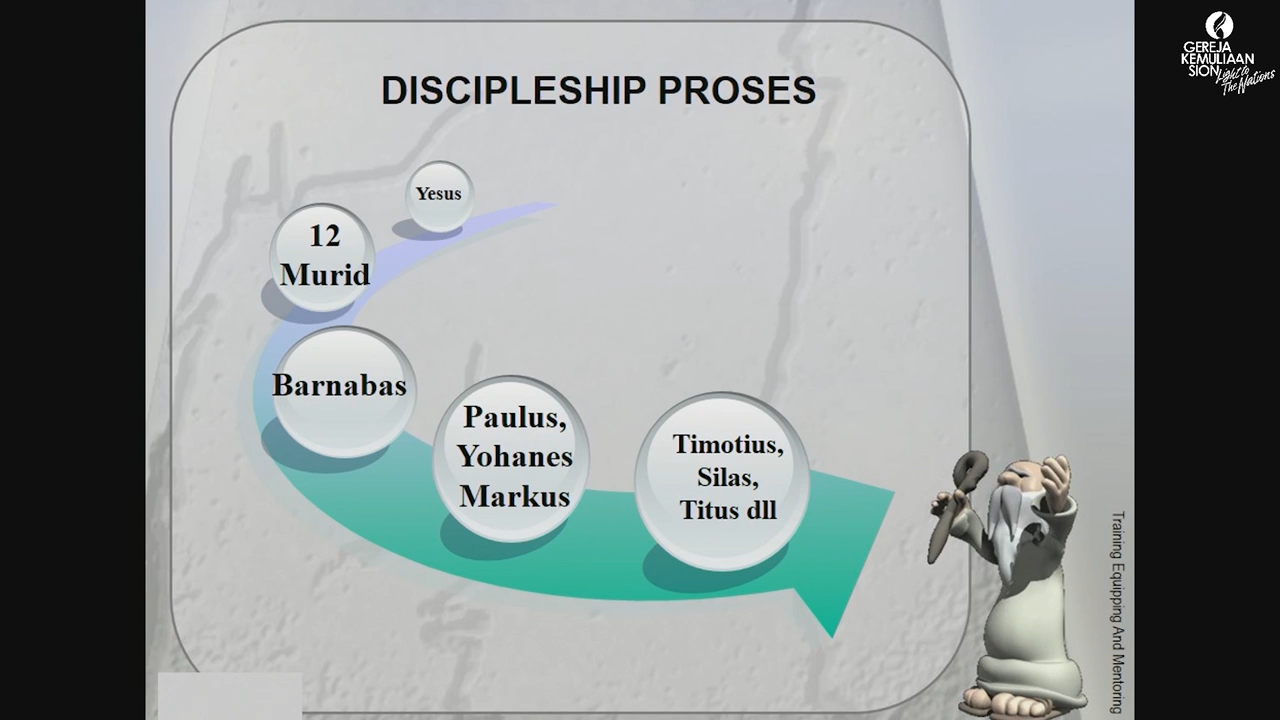 DISCIPLESHIP PROSES
Yesus
12
Murid
Barnabas
Paulus,
Yohanes
Markus
Timotius,
Silas,
Titus dll
Training Equipping And Mentoring
GEREJA
KEMULIAAN
SION
Light to
The Nations